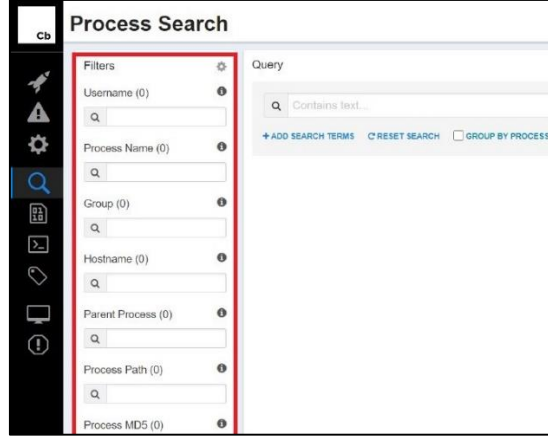 Cb
Process Search
Filters
Username (0)
Process Name (0)
Group (0)
Hostname (0)
Parent Process (0)
Process Path (0)
Process MD5 (0)
Query
Contains text...
+ ADD SEARCH TERMS RESET SEARCH GROUP BY PROCESS